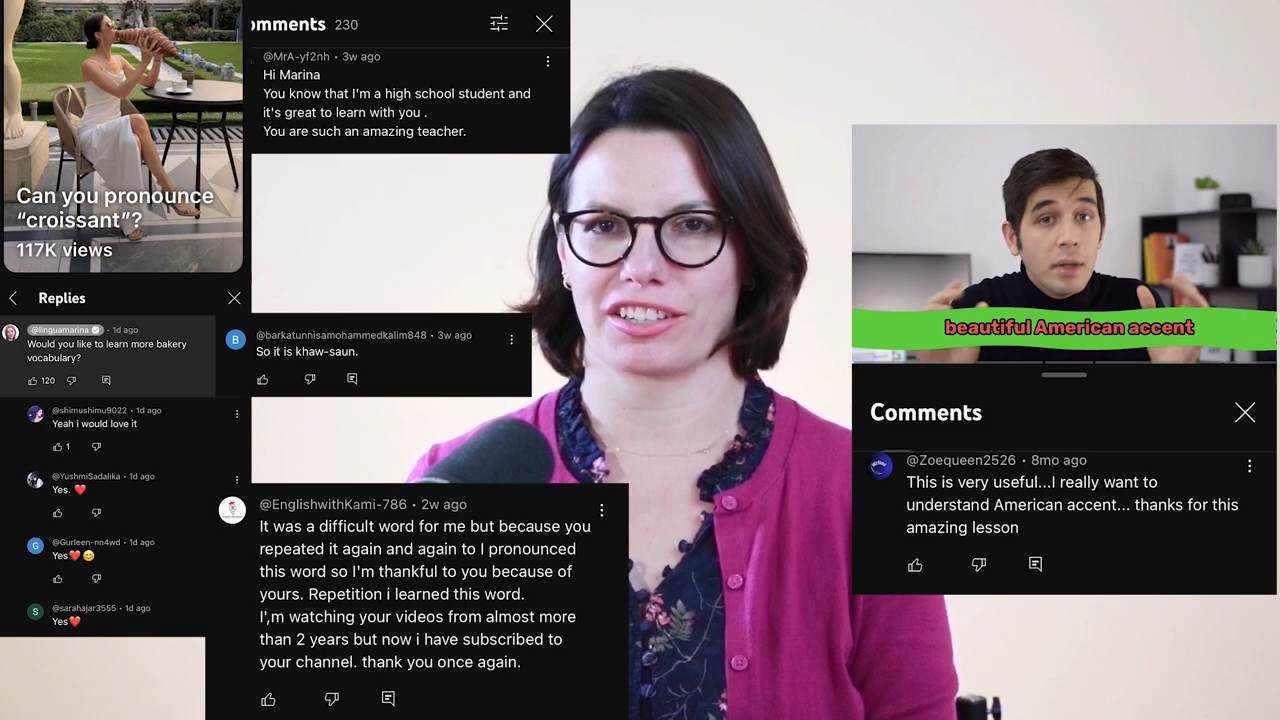 Can you pronounce
“croissant”?
117K views
omments 230
@MrA-yf2nh • 3w ago
Hi Marina
You know that I'm a high school student and
it's great to learn with you .
You are such an amazing teacher.
Replies
@linguamarina • 1d ago
Would you like to learn more bakery
vocabulary?
120
@shimushimu9022 • 1d ago
Yeah i would love it
1
@YushmiSadalika • 1d ago
Yes. ❤️
G
@Gurleen-nn4wd • 1d ago
Yes❤️😊
S
@sarahajar3555 • 1d ago
Yes❤️
B
@barkatunnisamohammedkalim848 • 3w ago
So it is khaw-saun.
@EnglishwithKami-786 • 2w ago
It was a difficult word for me but because you
repeated it again and again to I pronounced
this word so I'm thankful to you because of
yours. Repetition i learned this word.
I',m watching your videos from almost more
than 2 years but now i have subscribed to
your channel. thank you once again.
beautiful American accent
Comments
@Zoequeen2526 • 8mo ago
This is very useful...I really want to
understand American accent... thanks for this
amazing lesson